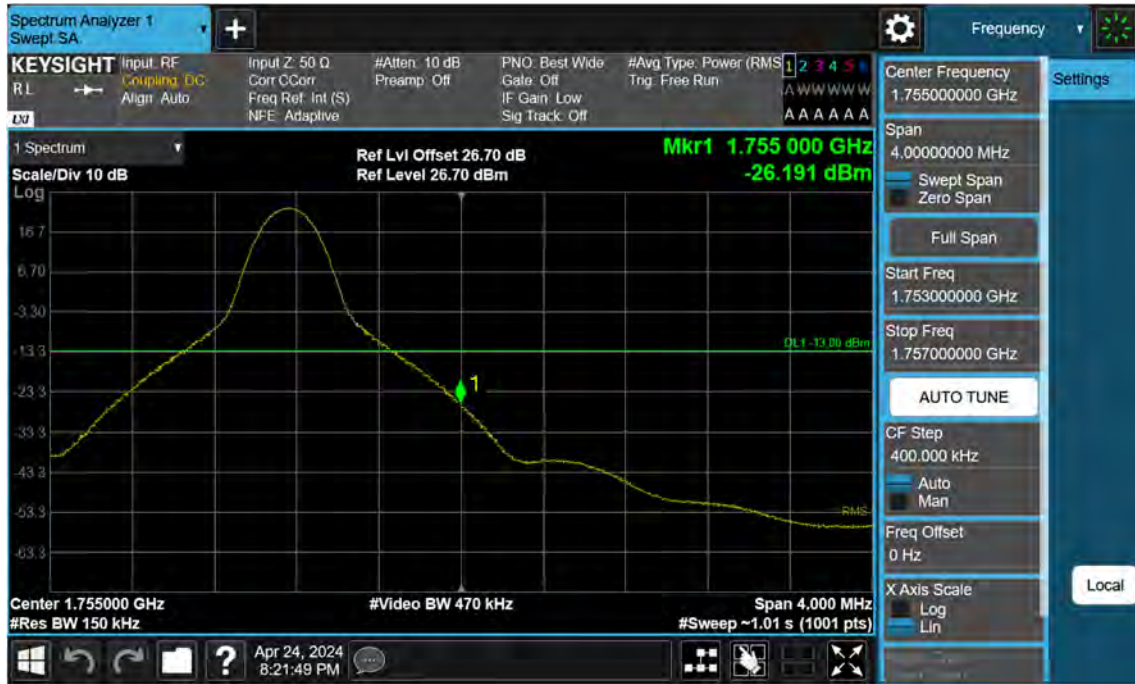 Spectrum Analyzer 1
Swept SA
+
Frequency
KEYSIGHT
RL
LXI
Input: RF
Coupling: DC
Align: Auto
Input Z: 50 Ω
Corr CCorr
Freq Ref: Int (S)
NFE: Adaptive
#Atten: 10 dB
Preamp: Off
PNO: Best Wide
Gate: Off
IF Gain: Low
Sig Track: Off
#Avg Type: Power (RMS
Trig: Free Run
1 2 3 4 5 6
A W W W W W
A A A A A A
1 Spectrum
Scale/Div 10 dB
Ref Lvl Offset 26.70 dB
Ref Level 26.70 dBm
Mkr1 1.755 000 GHz
-26.191 dBm
Log
16.7
6.70
-3.30
-13.3
-23.3
-33.3
-43.3
-53.3
-63.3
DL1 -13.00 dBm
1
RMS
Center 1.755000 GHz
#Res BW 150 kHz
#Video BW 470 kHz
Span 4.000 MHz
#Sweep ~1.01 s (1001 pts)
?
Apr 24, 2024
8:21:49 PM
Center Frequency
1.755000000 GHz
Span
4.00000000 MHz
Swept Span
Zero Span
Full Span
Start Freq
1.753000000 GHz
Stop Freq
1.757000000 GHz
AUTO TUNE
CF Step
400.000 kHz
Auto
Man
Freq Offset
0 Hz
X Axis Scale
Log
Lin
Settings
Local